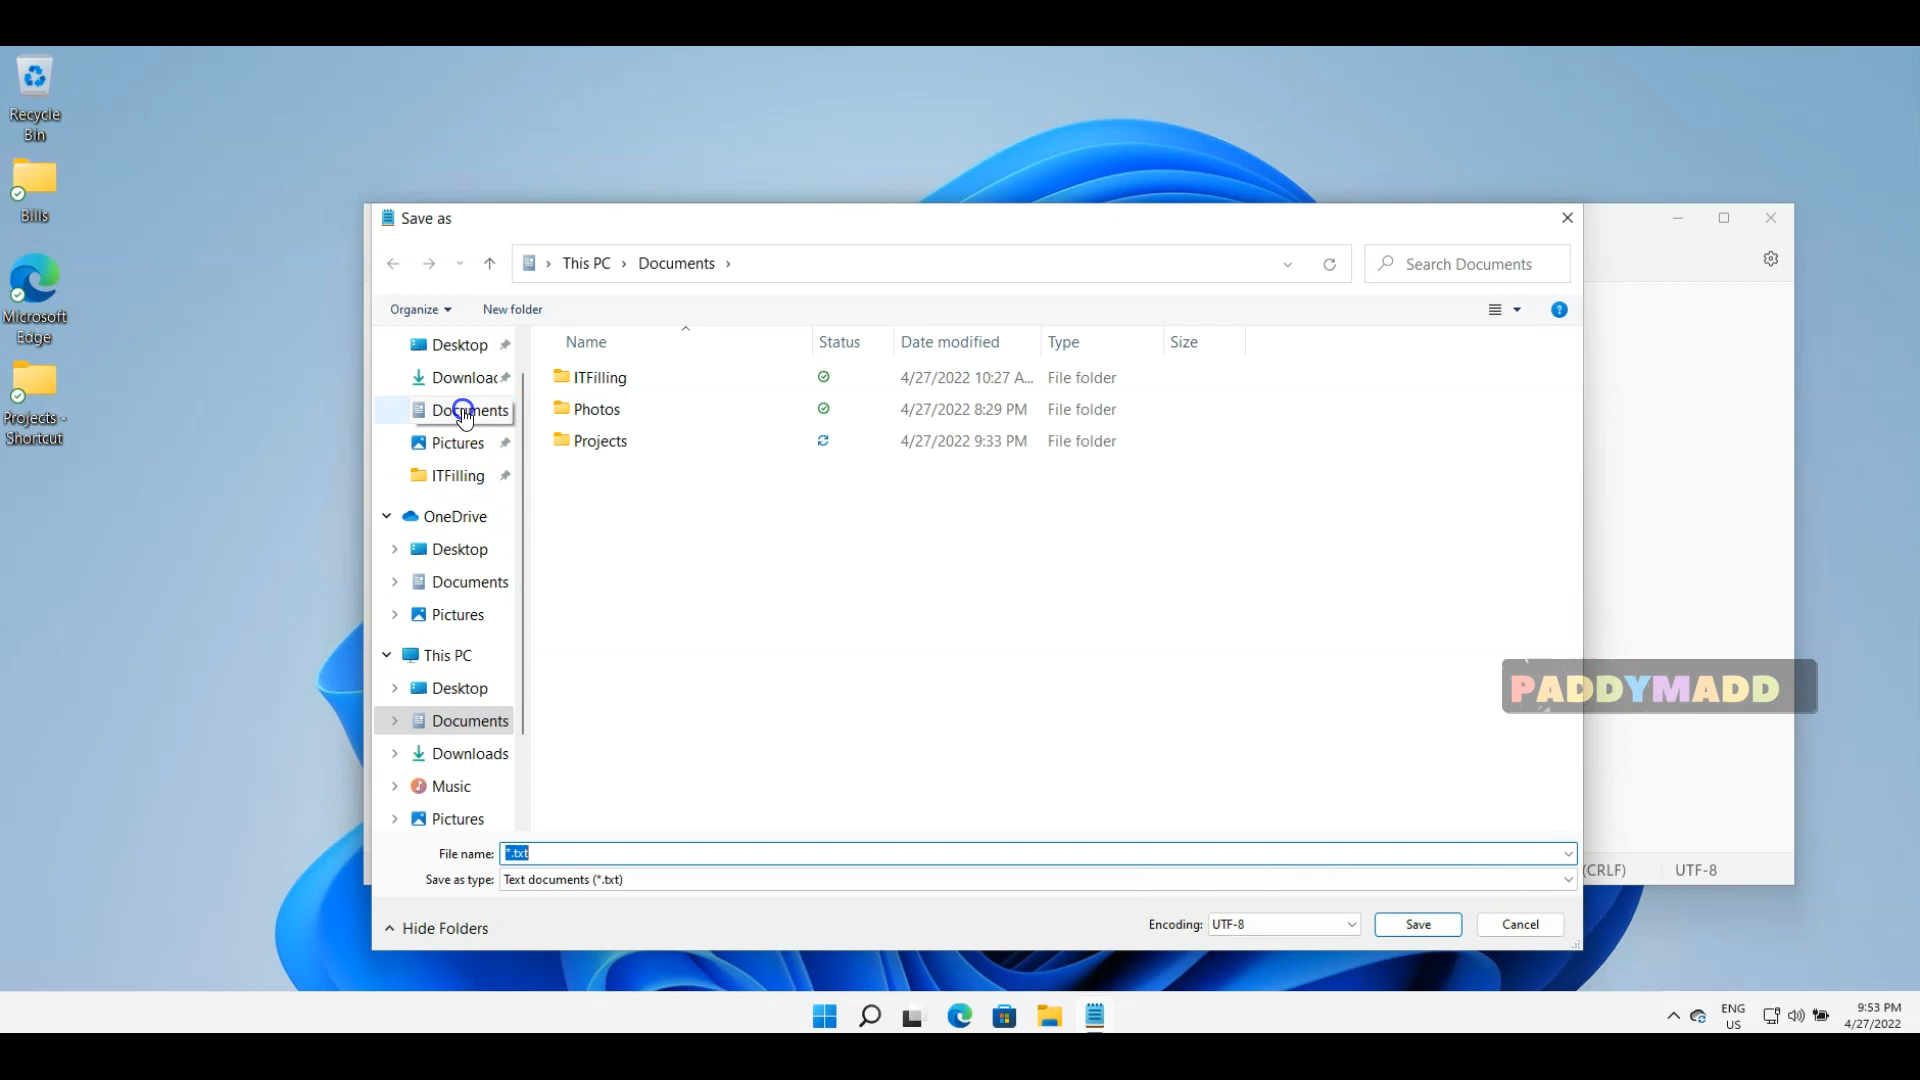 Recycle
Bin
Bills
Microsoft
Edge
Projects -
Shortcut
Save as
This PC
Documents
Search Documents
Organize
New folder
Name
Status
Date modified
Type
Size
Desktop
Downloac
Documents
Pictures
ITFilling
OneDrive
Desktop
Documents
Pictures
This PC
Desktop
Documents
Downloads
Music
Pictures
ITFilling 4/27/2022 10:27 A... File folder
Photos 4/27/2022 8:29 PM File folder
Projects 4/27/2022 9:33 PM File folder
PADDYMADD
File name: *.txt
Save as type: Text documents (*.txt)
Hide Folders
Encoding: UTF-8
Save
Cancel
(CRLF)
UTF-8
ENG
US
9:53 PM
4/27/2022